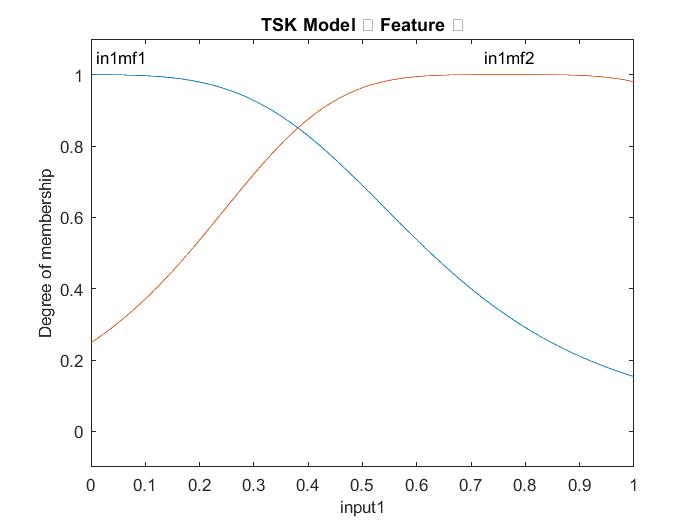 TSK Model Feature
in1mf1 in1mf2
1
0.8
0.6
0.4
0.2
0
Degree of membership
0 0.1 0.2 0.3 0.4 0.5 0.6 0.7 0.8 0.9 1
input1